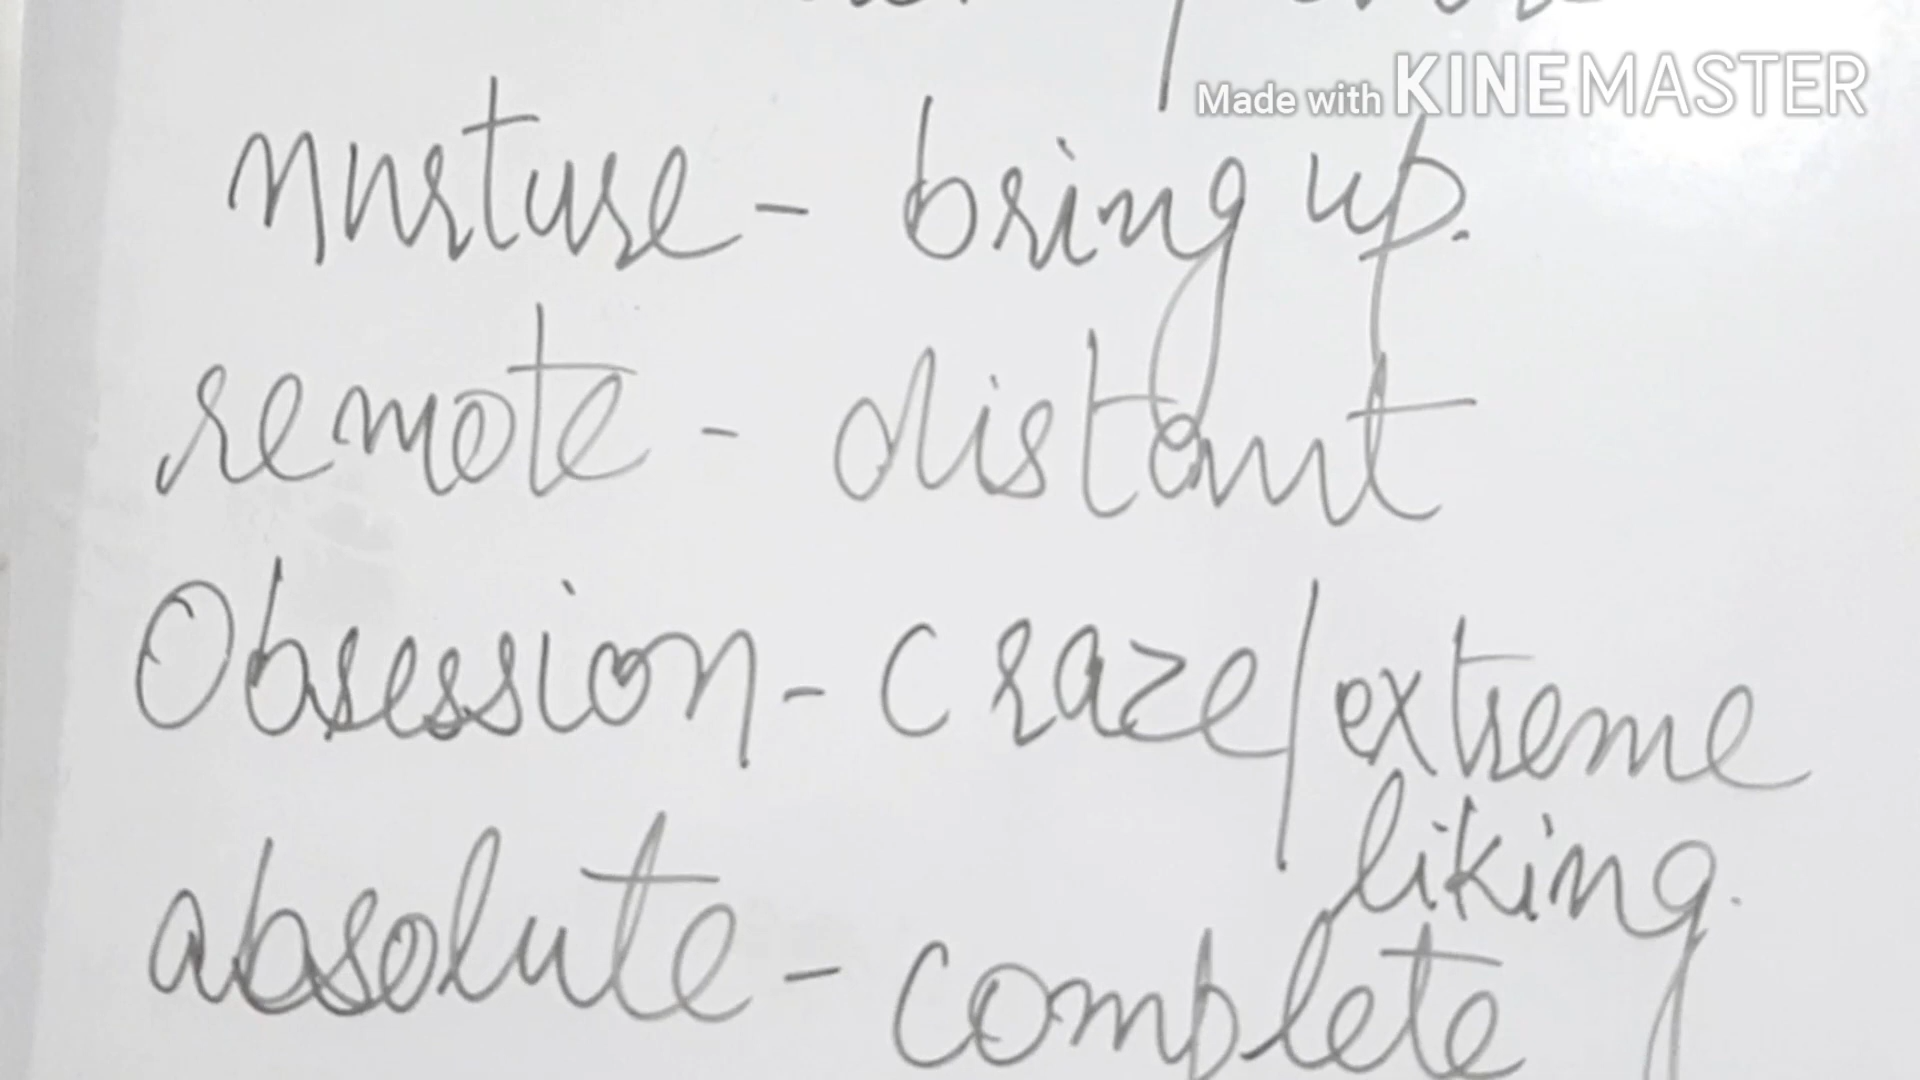 Made with KINEMASTER
nurture - bring up.
remote - distant
Obsession - craze/extreme
liking.
absolute - complete